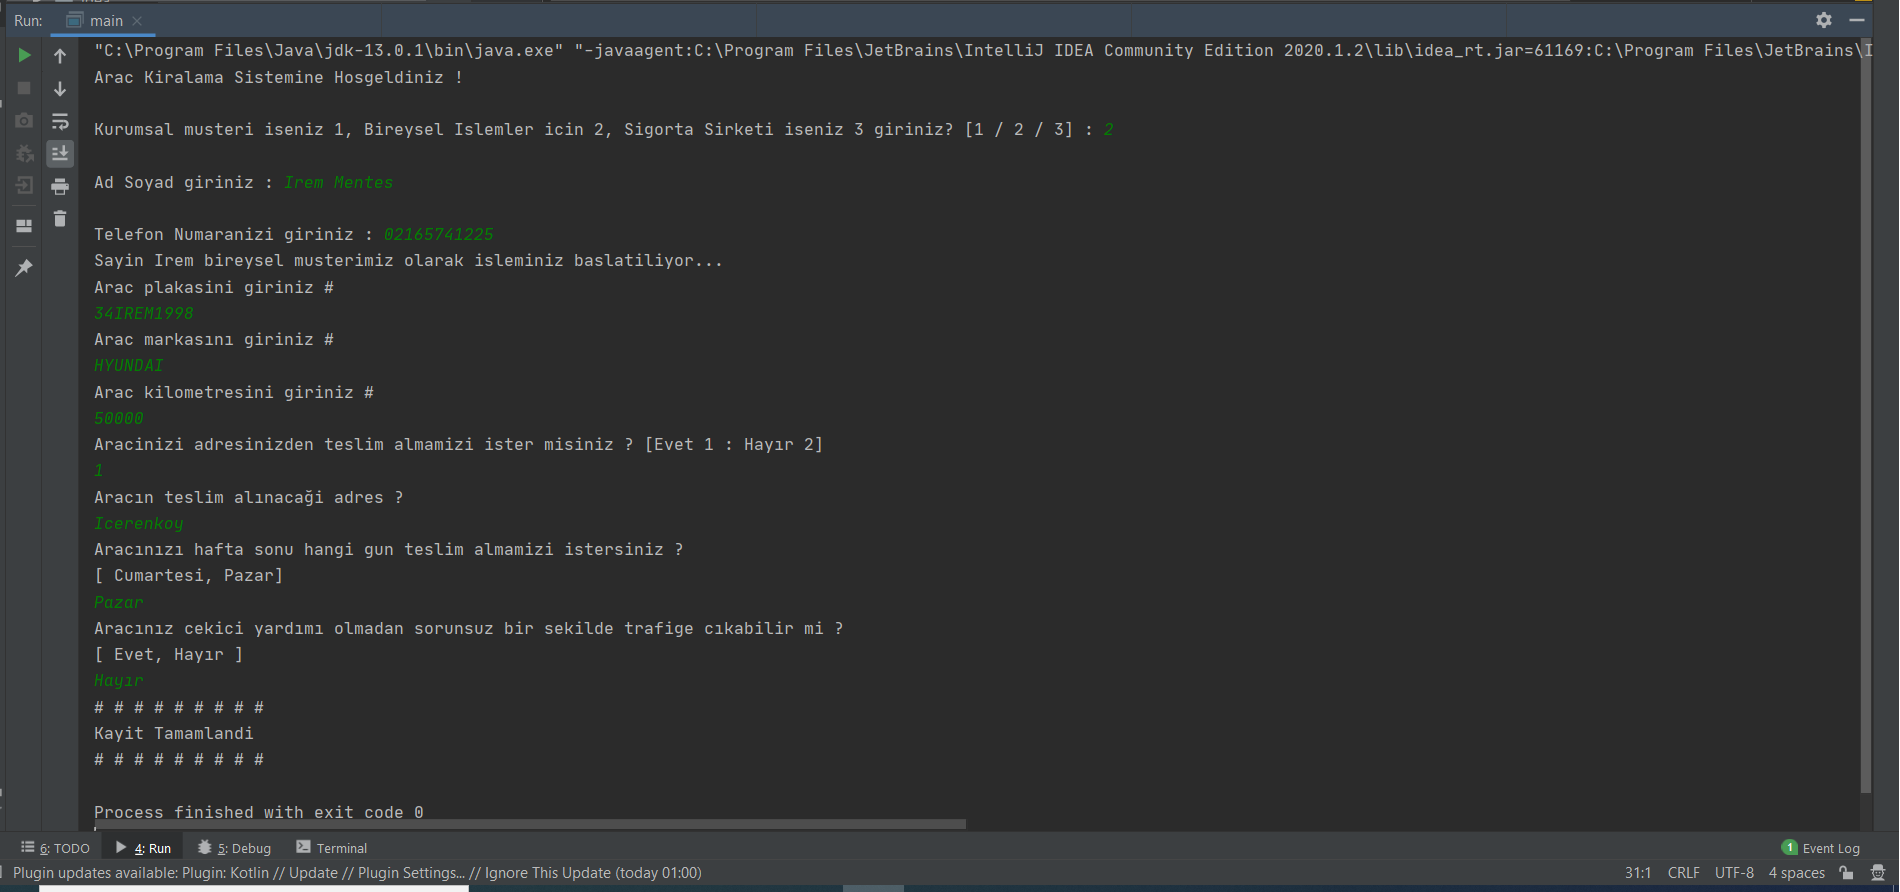 Run: main
"C:\Program Files\Java\jdk-13.0.1\bin\java.exe" "-javaagent:C:\Program Files\JetBrains\IntelliJ IDEA Community Edition 2020.1.2\lib\idea_rt.jar=61169:C:\Program Files\JetBrains\I
Arac Kiralama Sistemine Hosgeldiniz !
Kurumsal musteri iseniz 1, Bireysel Islemler icin 2, Sigorta Sirketi iseniz 3 giriniz? [1 / 2 / 3] : 2
Ad Soyad giriniz : Irem Mentes
Telefon Numaranizi giriniz : 02165741225
Sayin Irem bireysel musterimiz olarak isleminiz baslatiliyor...
Arac plakasini giriniz #
34IREM1998
Arac markasını giriniz #
HYUNDAI
Arac kilometresini giriniz #
50000
Aracinizi adresinizden teslim almamizi ister misiniz ? [Evet 1 : Hayır 2]
1
Aracın teslim alınacaği adres ?
Icerenkoy
Aracınızı hafta sonu hangi gun teslim almamizi istersiniz ?
[ Cumartesi, Pazar]
Pazar
Aracınız cekici yardımı olmadan sorunsuz bir sekilde trafige cıkabilir mi ?
[ Evet, Hayır ]
Hayır
# # # # # # # # #
Kayit Tamamlandi
# # # # # # # # #
Process finished with exit code 0
6: TODO 4: Run 5: Debug Terminal 1 Event Log
Plugin updates available: Plugin: Kotlin // Update // Plugin Settings... // Ignore This Update (today 01:00) 31:1 CRLF UTF-8 4 spaces